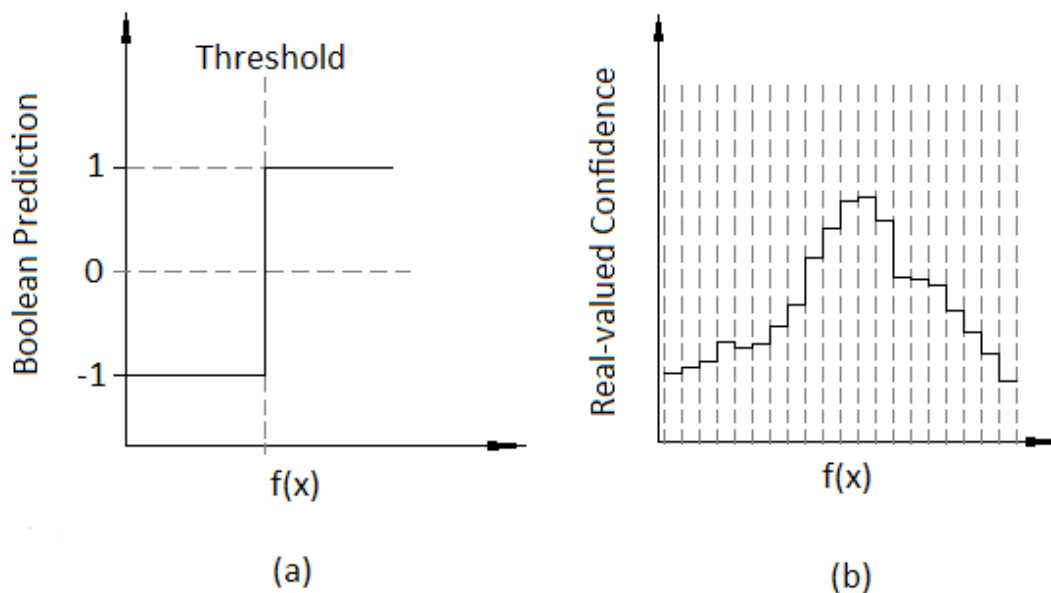 Threshold
Boolean Prediction
1
0
-1
f(x)
(a)
Real-valued Confidence
f(x)
(b)